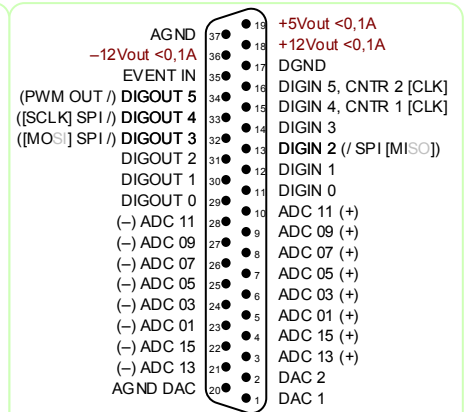 AGND 37 19 +5Vout <0,1A
–12Vout <0,1A 36 18 +12Vout <0,1A
EVENT IN 35 17 DGND
(PWM OUT /) DIGOUT 5 34 16 DIGIN 5, CNTR 2 [CLK]
([SCLK] SPI /) DIGOUT 4 33 15 DIGIN 4, CNTR 1 [CLK]
([MOSI] SPI /) DIGOUT 3 32 14 DIGIN 3
DIGOUT 2 31 13 DIGIN 2 (/ SPI [MISO])
DIGOUT 1 30 12 DIGIN 1
DIGOUT 0 29 11 DIGIN 0
(–) ADC 11 28 10 ADC 11 (+)
(–) ADC 09 27 9 ADC 09 (+)
(–) ADC 07 26 8 ADC 07 (+)
(–) ADC 05 25 7 ADC 05 (+)
(–) ADC 03 24 6 ADC 03 (+)
(–) ADC 01 23 5 ADC 01 (+)
(–) ADC 15 22 4 ADC 15 (+)
(–) ADC 13 21 3 ADC 13 (+)
AGND DAC 20 2 DAC 2
1 DAC 1